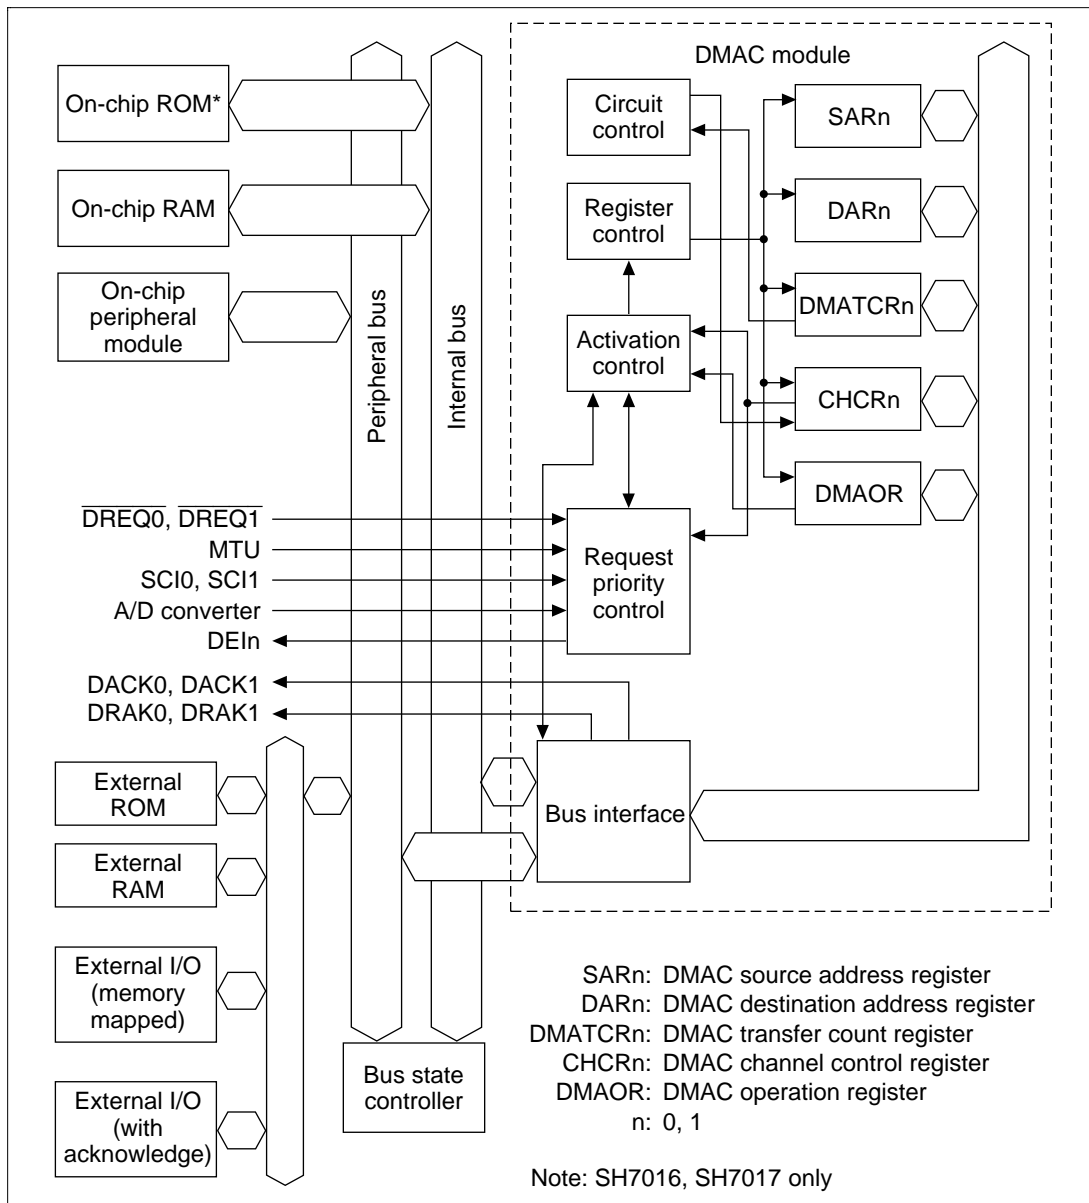 DMAC module
On-chip ROM*
Circuit
control
SARn
On-chip RAM
Register
control
DARn
On-chip
peripheral
module
Peripheral bus
Internal bus
Activation
control
DMATCRn
CHCRn
DMAOR
DREQ0, DREQ1
MTU
SCI0, SCI1
A/D converter
DEIn
Request
priority
control
DACK0, DACK1
DRAK0, DRAK1
External
ROM
Bus interface
External
RAM
External I/O
(memory
mapped)
External I/O
(with
acknowledge)
Bus state
controller
SARn: DMAC source address register
DARn: DMAC destination address register
DMATCRn: DMAC transfer count register
CHCRn: DMAC channel control register
DMAOR: DMAC operation register
n: 0, 1
Note: SH7016, SH7017 only